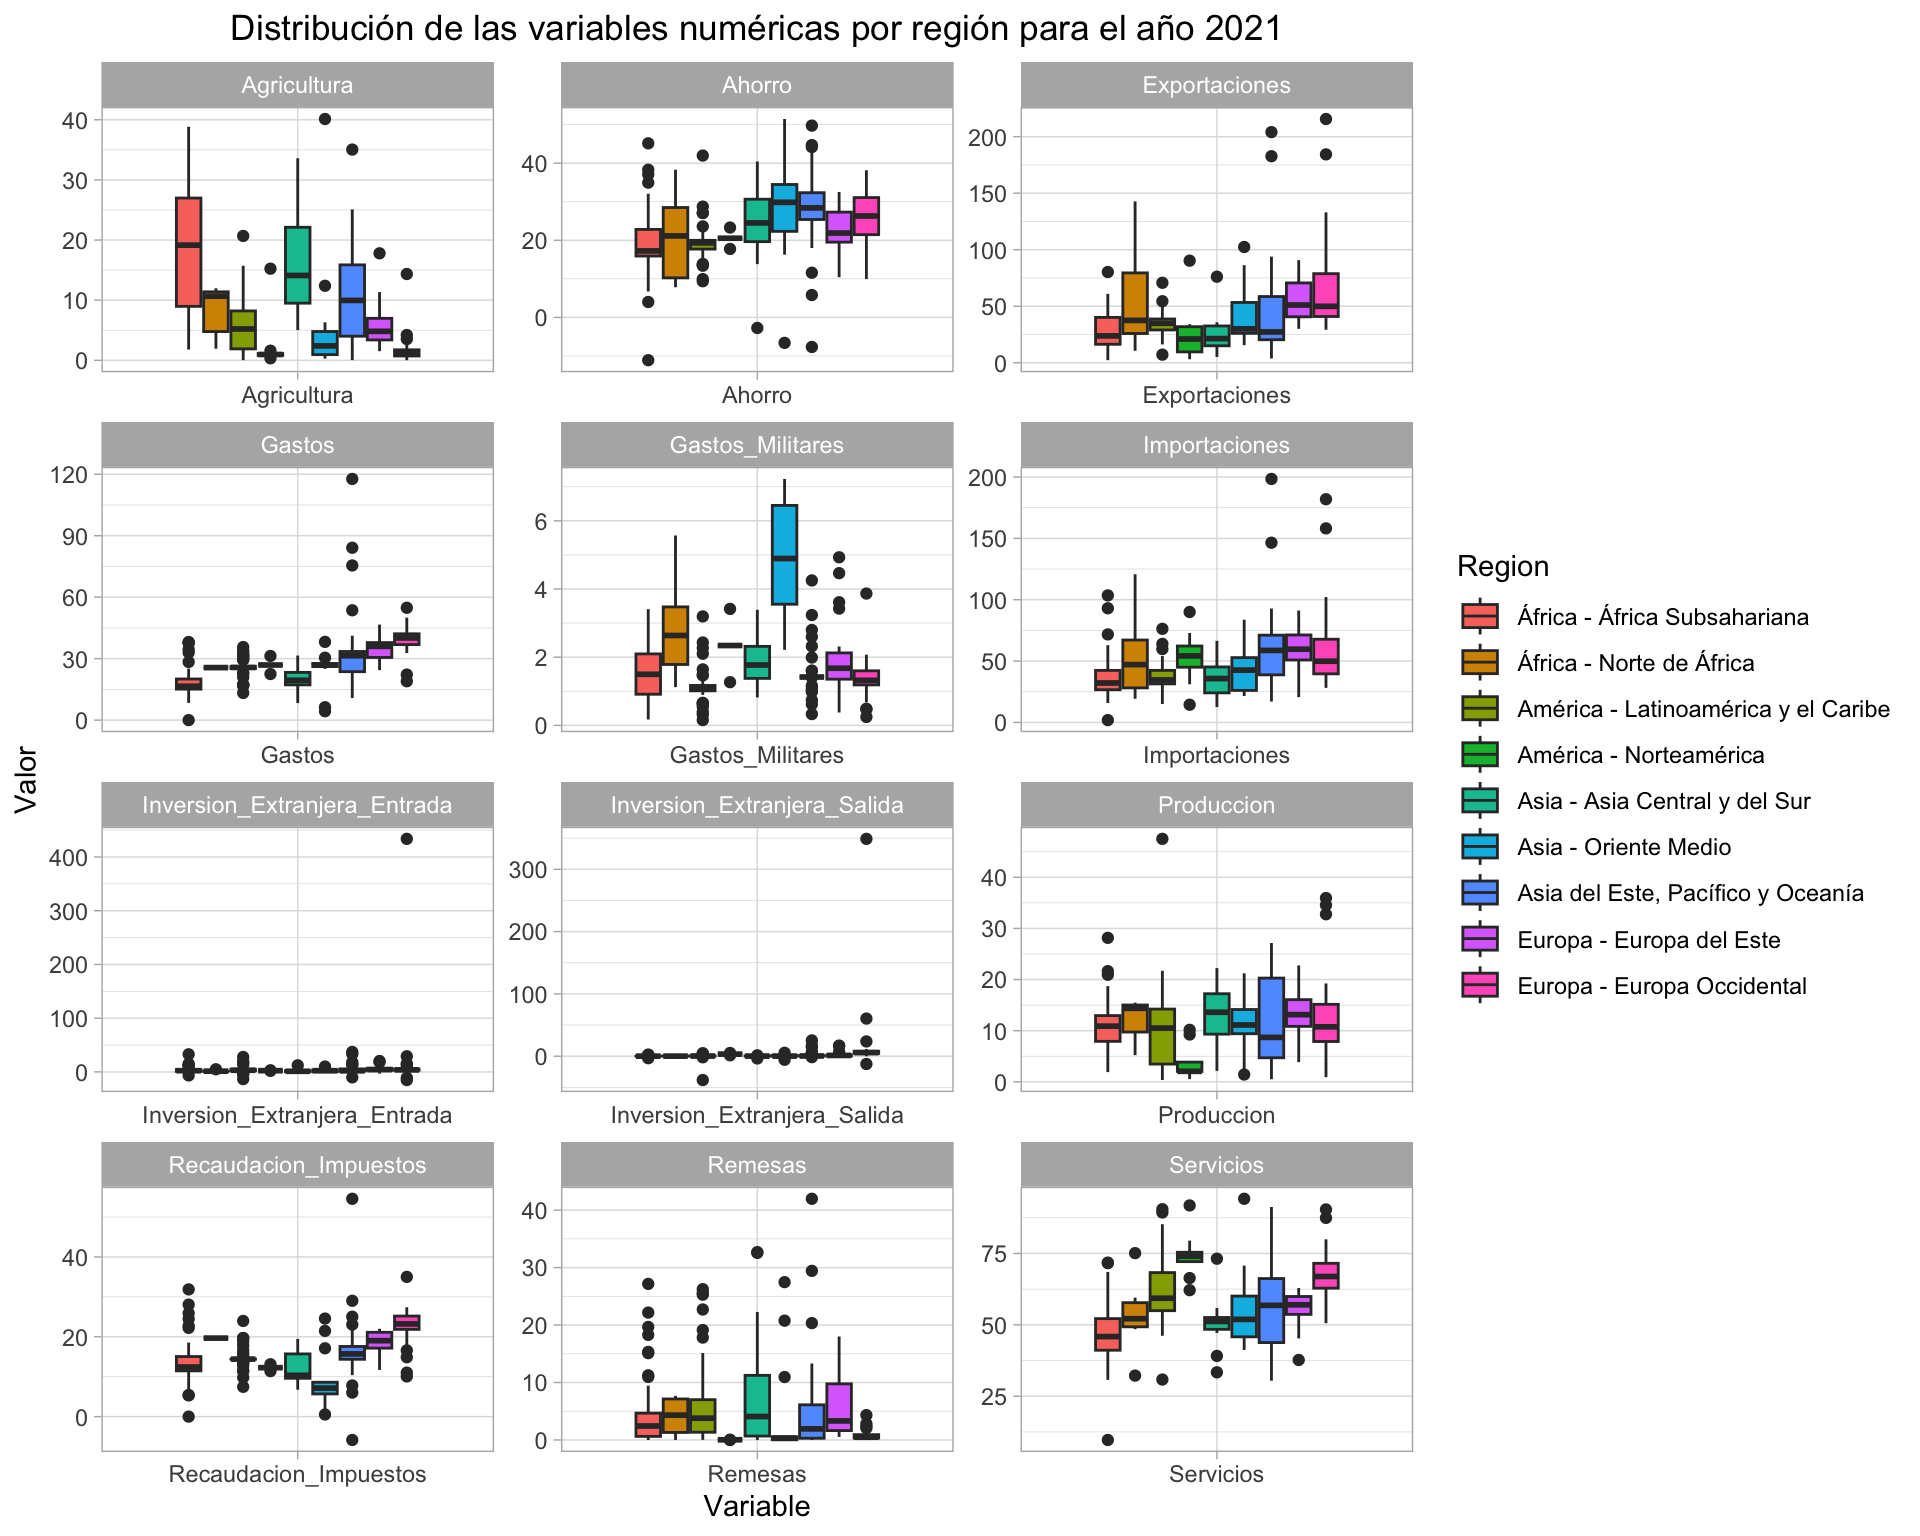 Distribución de las variables numéricas por región para el año 2021
Agricultura
40
30
20
10
0
Agricultura
Ahorro
40
20
0
Ahorro
Exportaciones
200
150
100
50
0
Exportaciones
Gastos
120
90
60
30
0
Gastos
Gastos_Militares
6
4
2
0
Gastos_Militares
Importaciones
200
150
100
50
0
Importaciones
Inversion_Extranjera_Entrada
400
300
200
100
0
Inversion_Extranjera_Entrada
Inversion_Extranjera_Salida
300
200
100
0
Inversion_Extranjera_Salida
Produccion
40
30
20
10
0
Produccion
Recaudacion_Impuestos
40
20
0
Recaudacion_Impuestos
Remesas
40
30
20
10
0
Remesas
Servicios
75
50
25
Servicios
Valor
Variable
Region
África - África Subsahariana
África - Norte de África
América - Latinoamérica y el Caribe
América - Norteamérica
Asia - Asia Central y del Sur
Asia - Oriente Medio
Asia del Este, Pacífico y Oceanía
Europa - Europa del Este
Europa - Europa Occidental